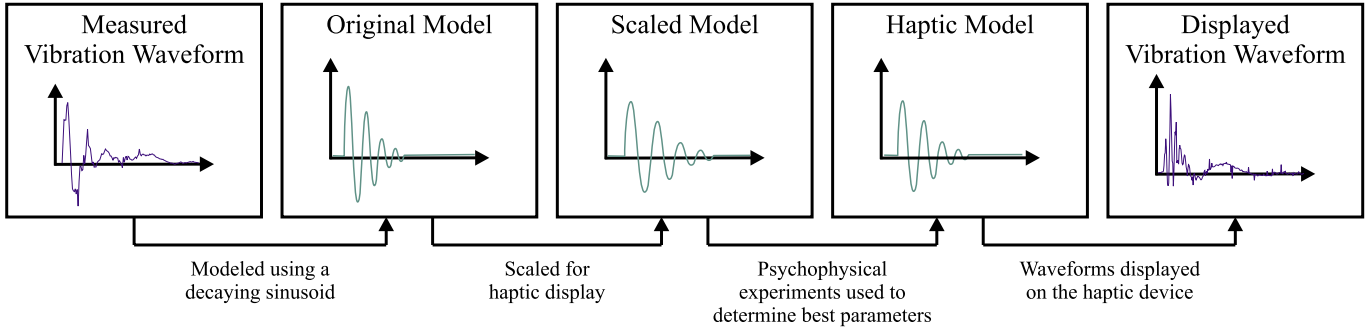 Measured
Vibration Waveform
Original Model
Scaled Model
Haptic Model
Displayed
Vibration Waveform
Modeled using a
decaying sinusoid
Scaled for
haptic display
Psychophysical
experiments used to
determine best parameters
Waveforms displayed
on the haptic device